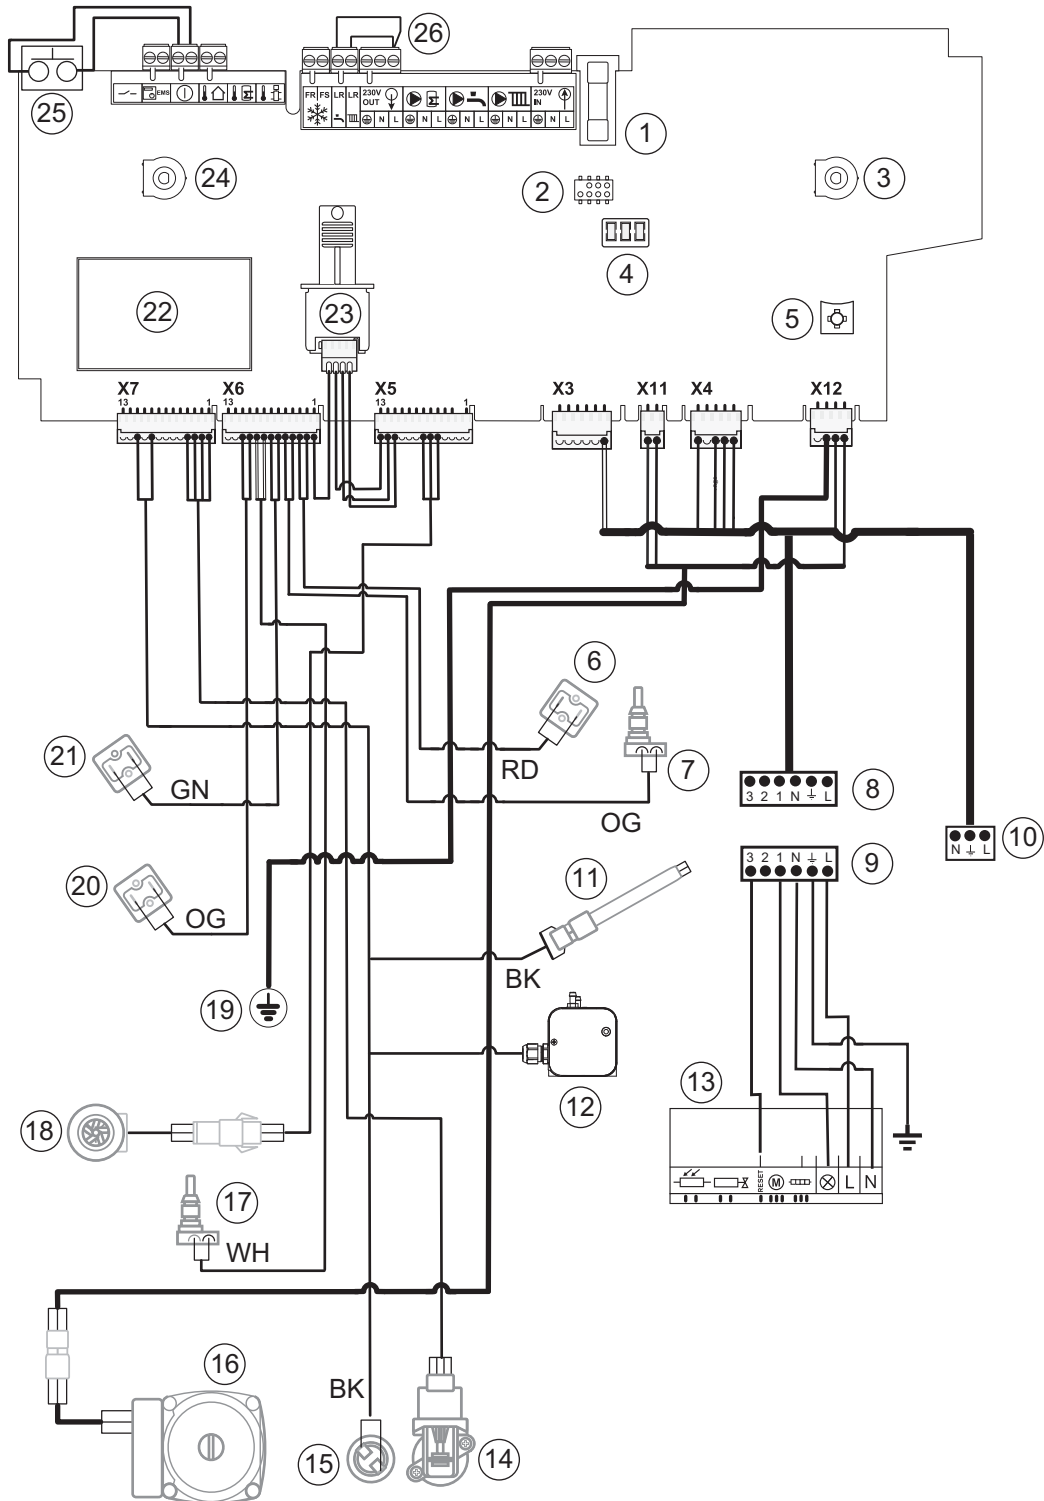 26
25
EMS
FR FS LR LR 230V OUT 230V IN
N L N L N L N L N L
1
24
2
3
4
22
23
5
X7 X6 X5 X3 X11 X4 X12
13 1 13 1 13 1
6
21
GN
RD
7
OG
8
3 2 1 N L
10
N L
20
OG
11
3 2 1 N L
9
BK
19
12
13
18
RESET M L N
17
WH
16
BK
15
14